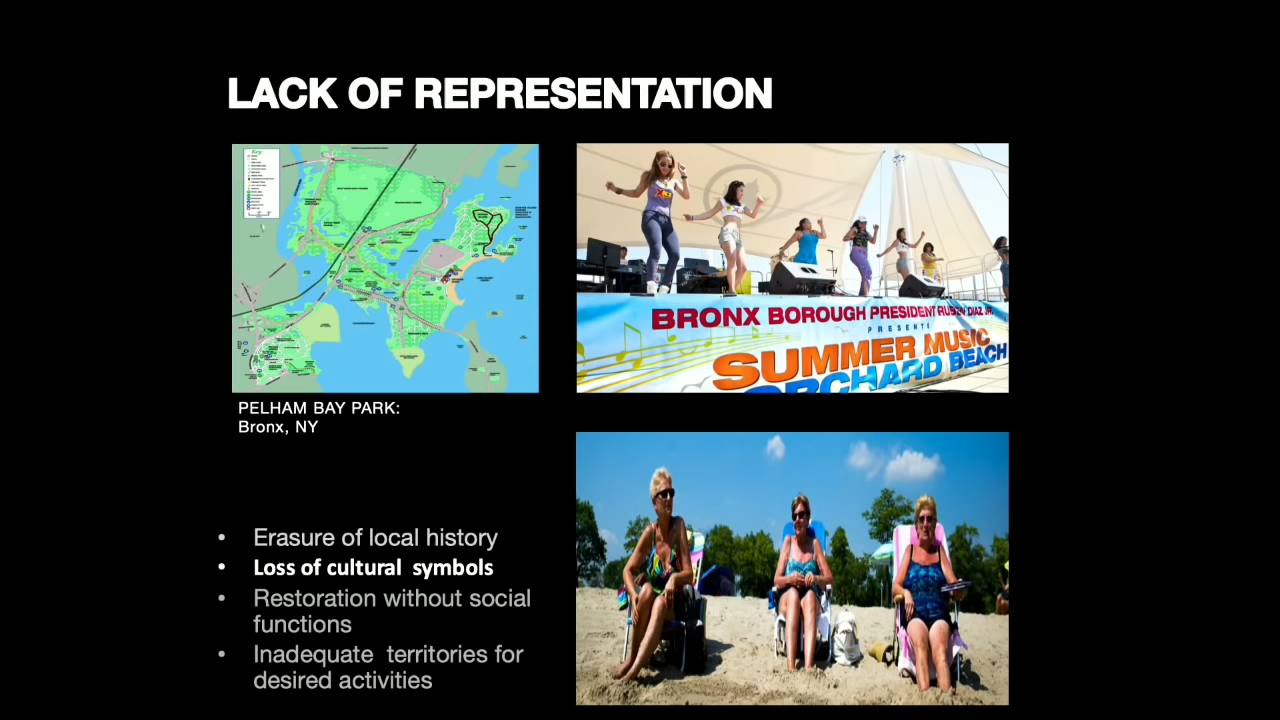 LACK OF REPRESENTATION
Key
PELHAM BAY PARK:
Bronx, NY
BRONX BOROUGH PRESIDENT RUBEN DIAZ JR.
PRESENTS
SUMMER MUSIC
ORCHARD BEACH
• Erasure of local history
• Loss of cultural symbols
• Restoration without social
functions
• Inadequate territories for
desired activities